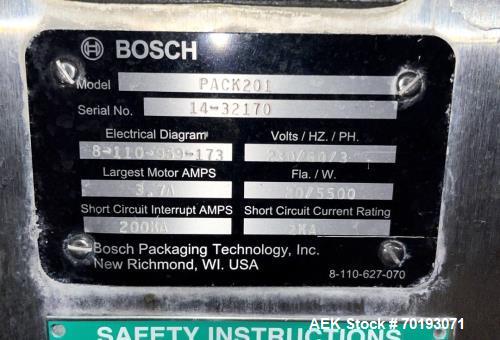 BOSCH
Model PACK201
Serial No. 14-32170
Electrical Diagram Volts / HZ. / PH.
8-110-939-173 230/60/3
Largest Motor AMPS Fla. / W.
3.7A 20/5500
Short Circuit Interrupt AMPS Short Circuit Current Rating
200KA 2KA
Bosch Packaging Technology, Inc.
New Richmond, WI. USA
8-110-627-070
AEK Stock # 70193071
SAFETY INSTRUCTIONS